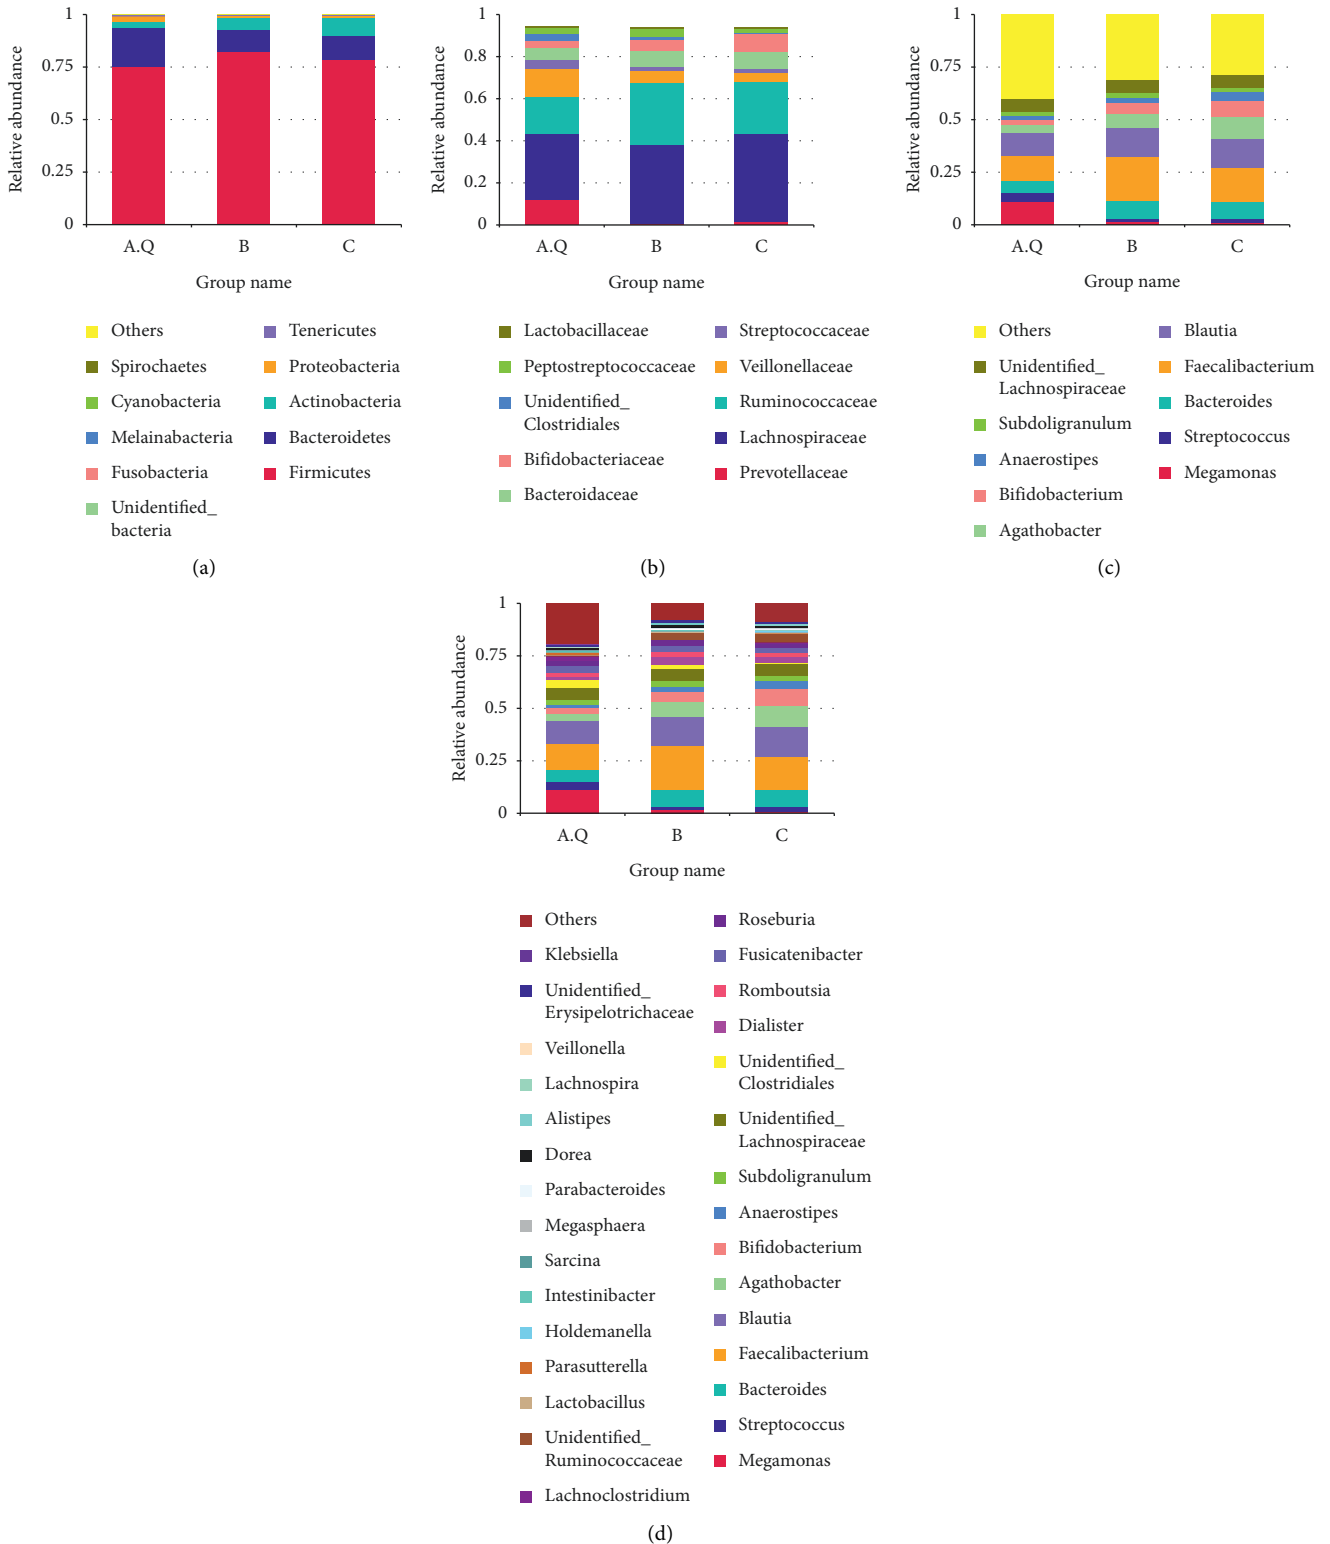 Relative abundance
1
0.75
0.5
0.25
0
A.Q B C
Group name
Others
Spirochaetes
Cyanobacteria
Melainabacteria
Fusobacteria
Unidentified_
bacteria
Tenericutes
Proteobacteria
Actinobacteria
Bacteroidetes
Firmicutes
(a)
Relative abundance
1
0.8
0.6
0.4
0.2
0
A.Q B C
Group name
Lactobacillaceae
Peptostreptococcaceae
Unidentified_
Clostridiales
Bifidobacteriaceae
Bacteroidaceae
Streptococcaceae
Veillonellaceae
Ruminococcaceae
Lachnospiraceae
Prevotellaceae
(b)
Relative abundance
1
0.75
0.5
0.25
0
A.Q B C
Group name
Others
Unidentified_
Lachnospiraceae
Subdoligranulum
Anaerostipes
Bifidobacterium
Agathobacter
Blautia
Faecalibacterium
Bacteroides
Streptococcus
Megamonas
(c)
Relative abundance
1
0.75
0.5
0.25
0
A.Q B C
Group name
Others
Klebsiella
Unidentified_
Erysipelotrichaceae
Veillonella
Lachnospira
Alistipes
Dorea
Parabacteroides
Megasphaera
Sarcina
Intestinibacter
Holdemanella
Parasutterella
Lactobacillus
Unidentified_
Ruminococcaceae
Lachnoclostridium
Roseburia
Fusicatenibacter
Romboutsia
Dialister
Unidentified_
Clostridiales
Unidentified_
Lachnospiraceae
Subdoligranulum
Anaerostipes
Bifidobacterium
Agathobacter
Blautia
Faecalibacterium
Bacteroides
Streptococcus
Megamonas
(d)